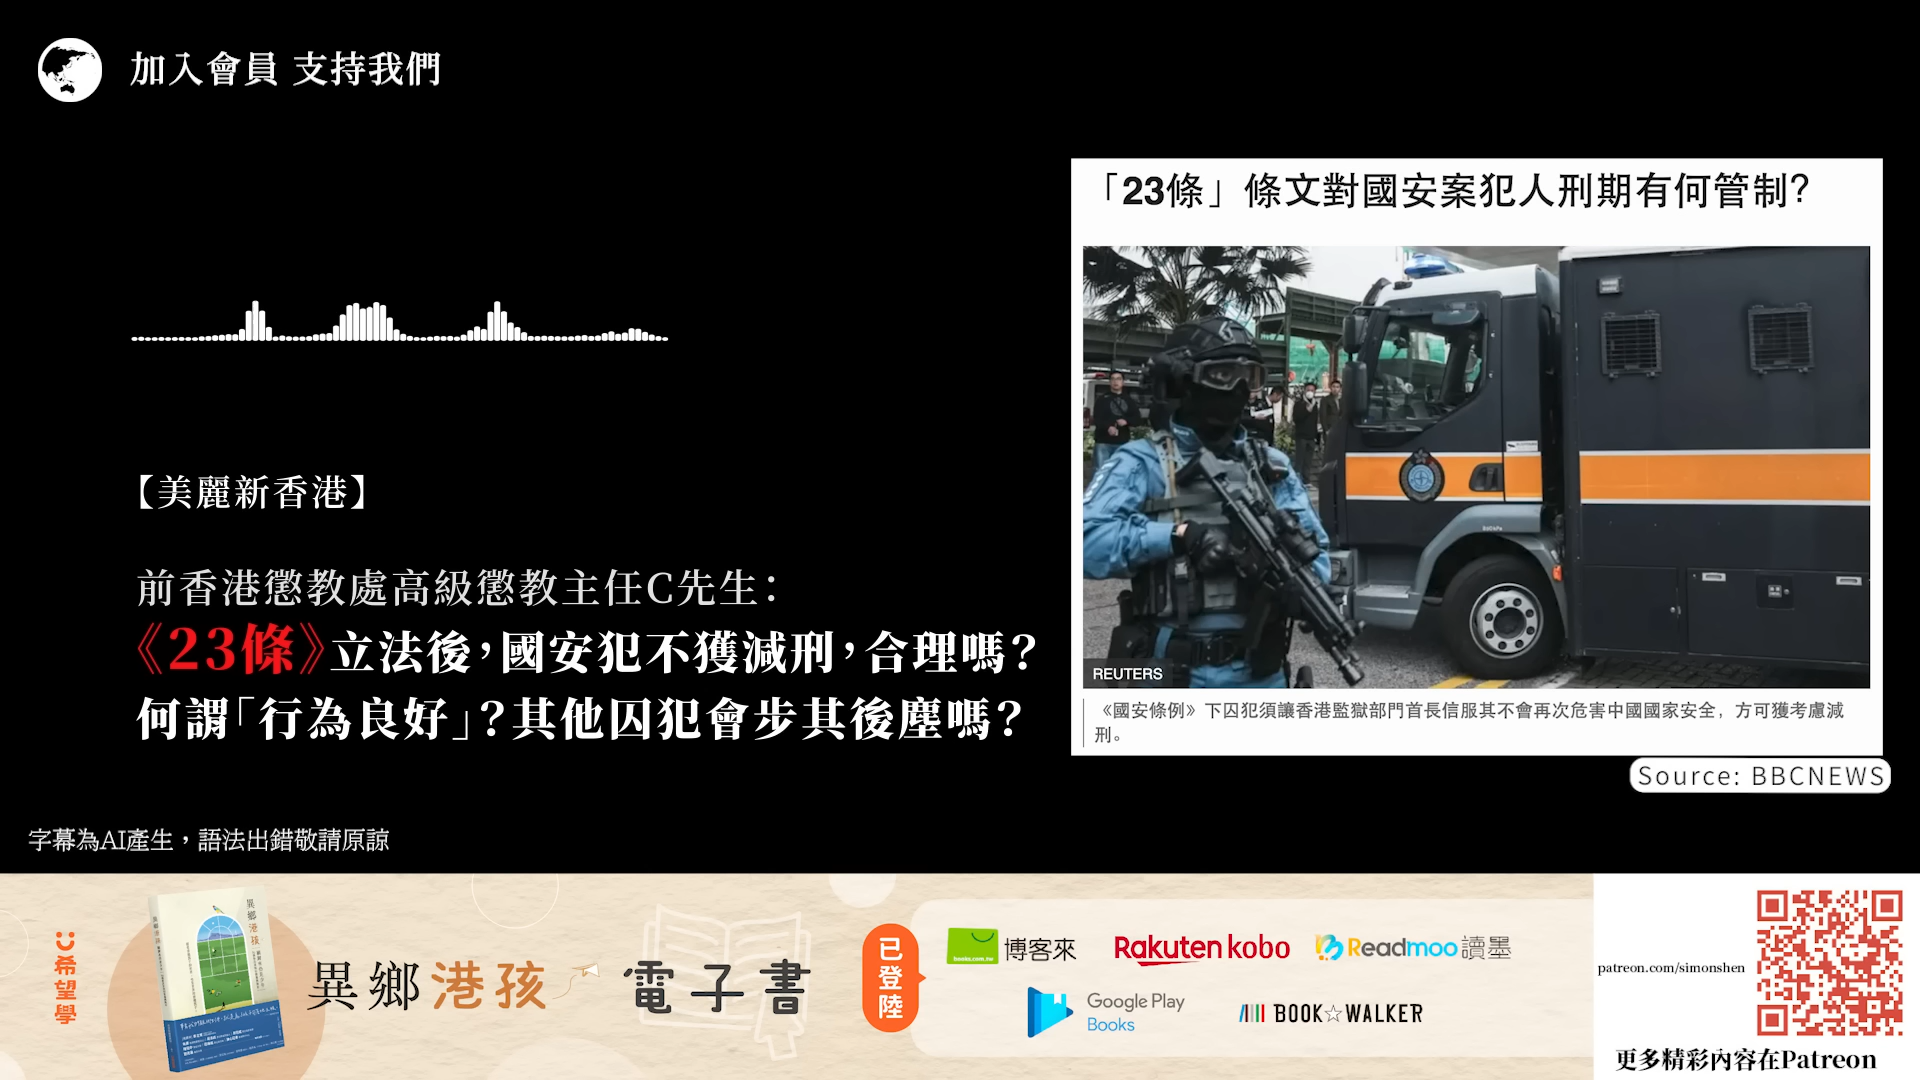 加入會員 支持我們
【美麗新香港】
前香港懲教處高級懲教主任C先生：
《23條》立法後，國安犯不獲減刑，合理嗎？
何謂「行為良好」？其他囚犯會步其後塵嗎？
「23條」條文對國安案犯人刑期有何管制？
REUTERS
《國安條例》下囚犯須讓香港監獄部門首長信服其不會再次危害中國國家安全，方可獲考慮減
刑。
Source: BBCNEWS
字幕為AI產生，語法出錯敬請原諒
希望學
異鄉港孩
異鄉港孩 電子書
已登陸
books.com.tw
博客來
Rakuten kobo
Readmoo讀墨
Google Play
Books
BOOK☆WALKER
patreon.com/simonshen
更多精彩內容在Patreon